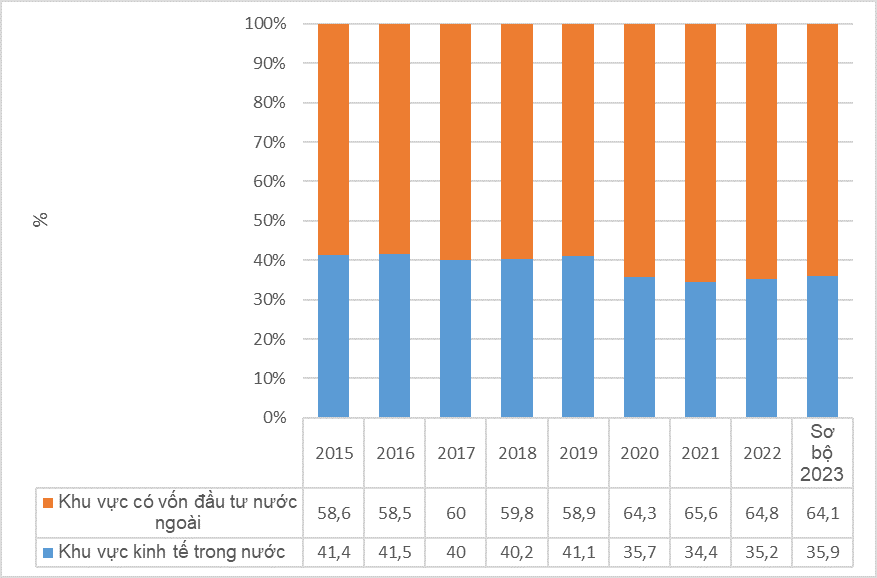 100%
90%
80%
70%
60%
50%
40%
30%
20%
10%
0%
%
2015 2016 2017 2018 2019 2020 2021 2022 Sơ
bộ
2023
Khu vực có vốn đầu tư nước
ngoài
58,6 58,5 60 59,8 58,9 64,3 65,6 64,8 64,1
Khu vực kinh tế trong nước 41,4 41,5 40 40,2 41,1 35,7 34,4 35,2 35,9